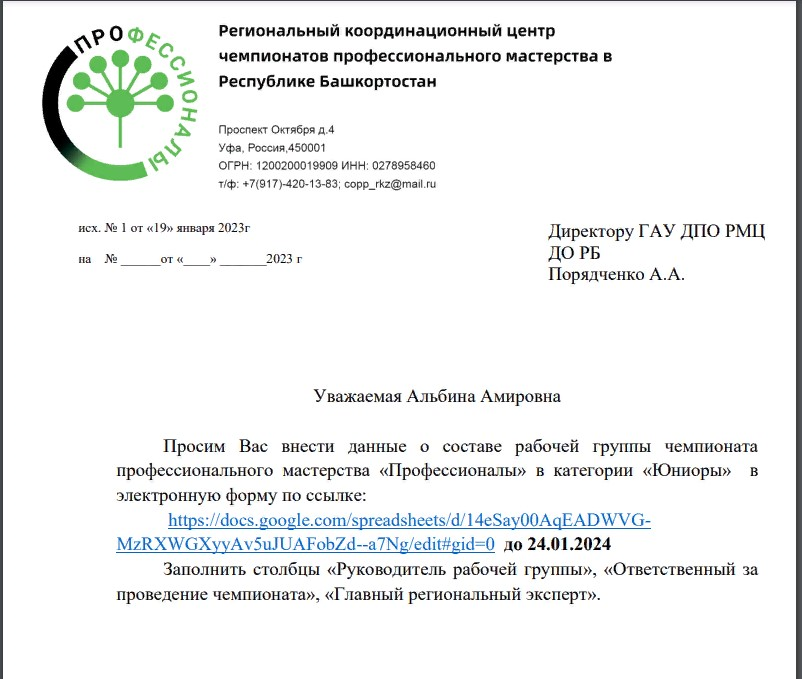 ПРОФЕССИОНАЛЫ
Региональный координационный центр
чемпионатов профессионального мастерства в
Республике Башкортостан
Проспект Октября д.4
Уфа, Россия,450001
ОГРН: 1200200019909 ИНН: 0278958460
т/ф: +7(917)-420-13-83; copp_rkz@mail.ru
исх. № 1 от «19» января 2023г
на № ______от «____» _______2023 г
Директору ГАУ ДПО РМЦ
ДО РБ
Порядченко А.А.
Уважаемая Альбина Амировна
Просим Вас внести данные о составе рабочей группы чемпионата
профессионального мастерства «Профессионалы» в категории «Юниоры» в
электронную форму по ссылке:
https://docs.google.com/spreadsheets/d/14eSay00AqEADWVG-
MzRXWGXyyAv5uJUAFobZd--a7Ng/edit#gid=0 до 24.01.2024
Заполнить столбцы «Руководитель рабочей группы», «Ответственный за
проведение чемпионата», «Главный региональный эксперт».